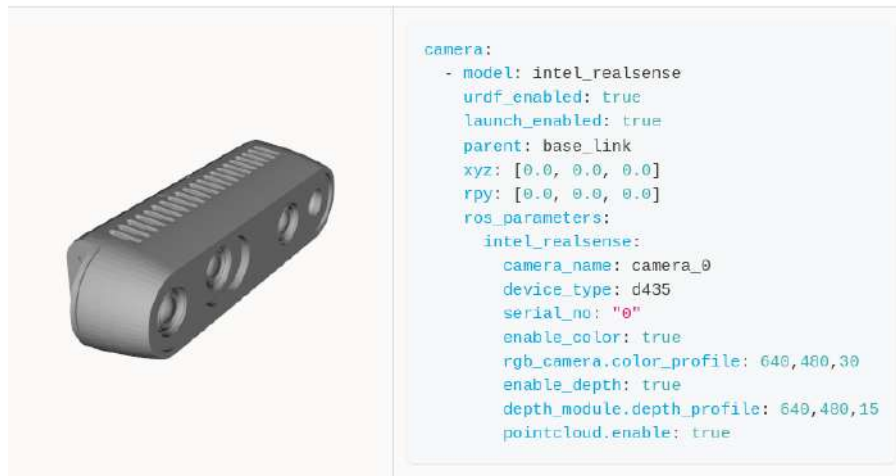 camera:
  - model: intel_realsense
    urdf_enabled: true
    launch_enabled: true
    parent: base_link
    xyz: [0.0, 0.0, 0.0]
    rpy: [0.0, 0.0, 0.0]
    ros_parameters:
      intel_realsense:
        camera_name: camera_0
        device_type: d435
        serial_no: "0"
        enable_color: true
        rgb_camera.color_profile: 640,480,30
        enable_depth: true
        depth_module.depth_profile: 640,480,15
        pointcloud.enable: true